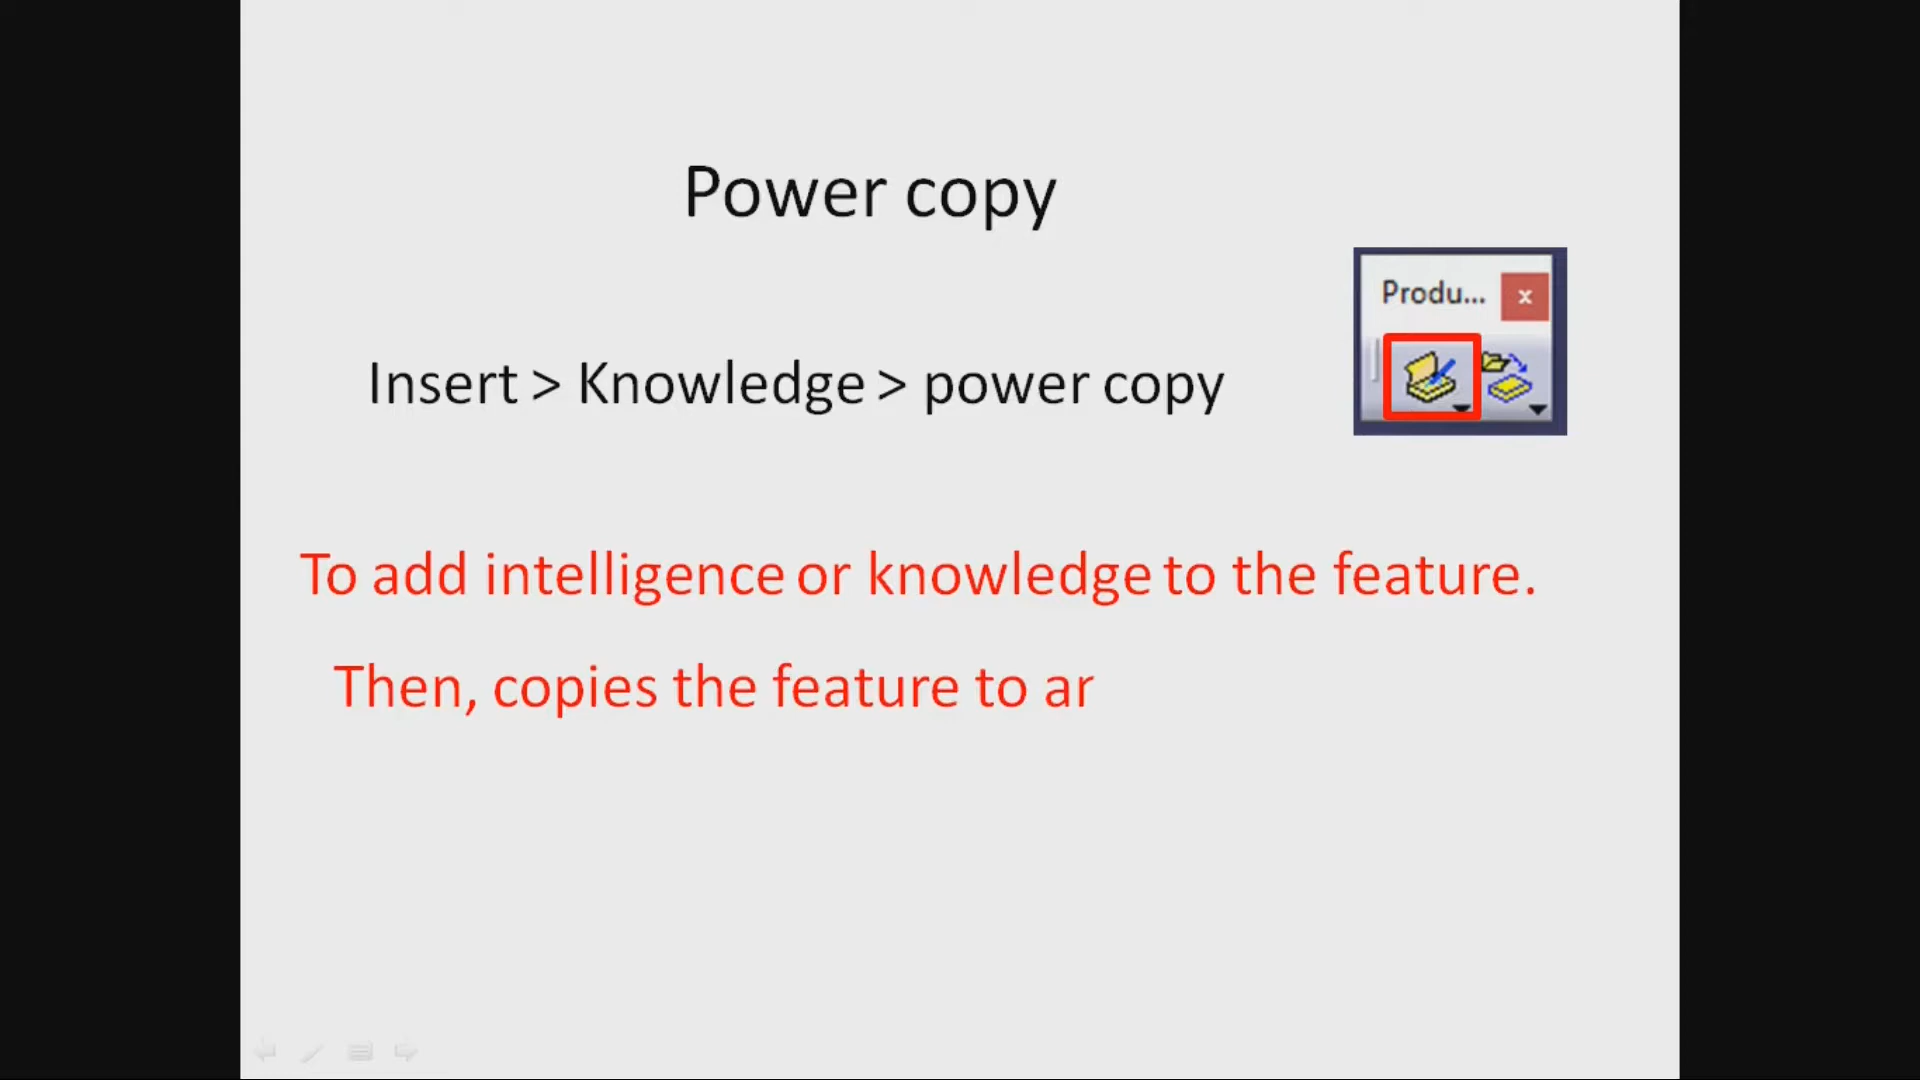 Power copy
Produ...
x
Insert > Knowledge > power copy
To add intelligence or knowledge to the feature.
Then, copies the feature to ar